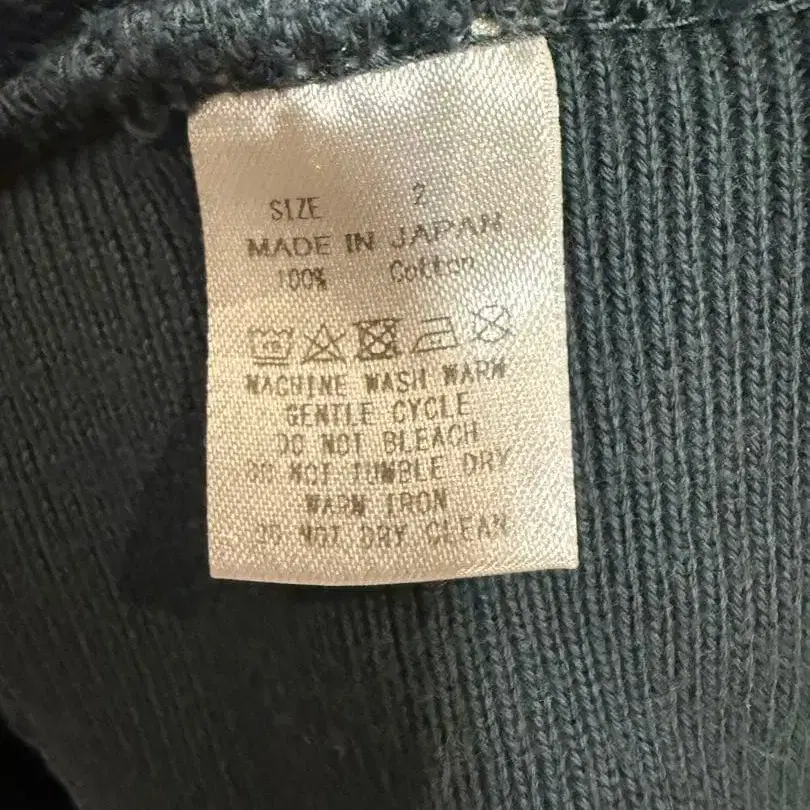 SIZE 2
MADE IN JAPAN
100% Cotton
MACHINE WASH WARM
GENTLE CYCLE
DO NOT BLEACH
DO NOT TUMBLE DRY
WARM IRON
DO NOT DRY CLEAN